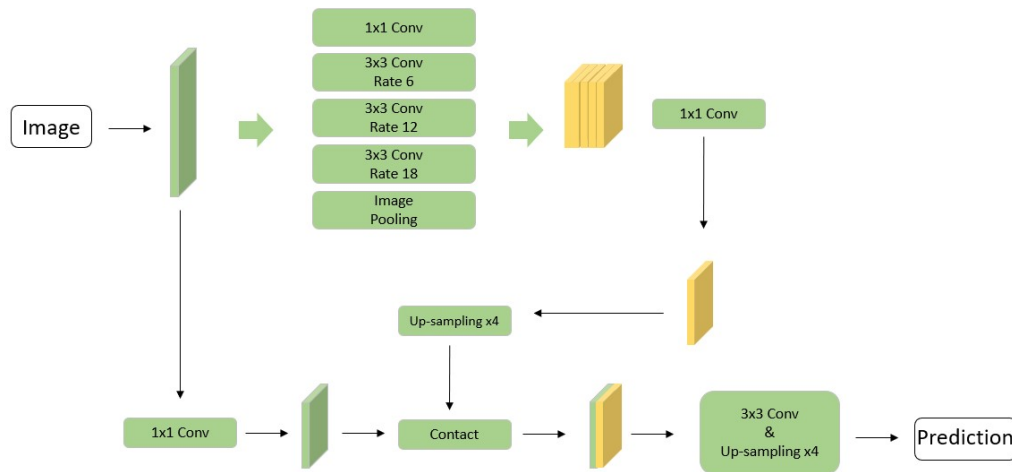 1x1 Conv
3x3 Conv
Rate 6
3x3 Conv
Rate 12
3x3 Conv
Rate 18
Image
Pooling
Image
1x1 Conv
Up-sampling x4
1x1 Conv
Contact
3x3 Conv
&
Up-sampling x4
Prediction